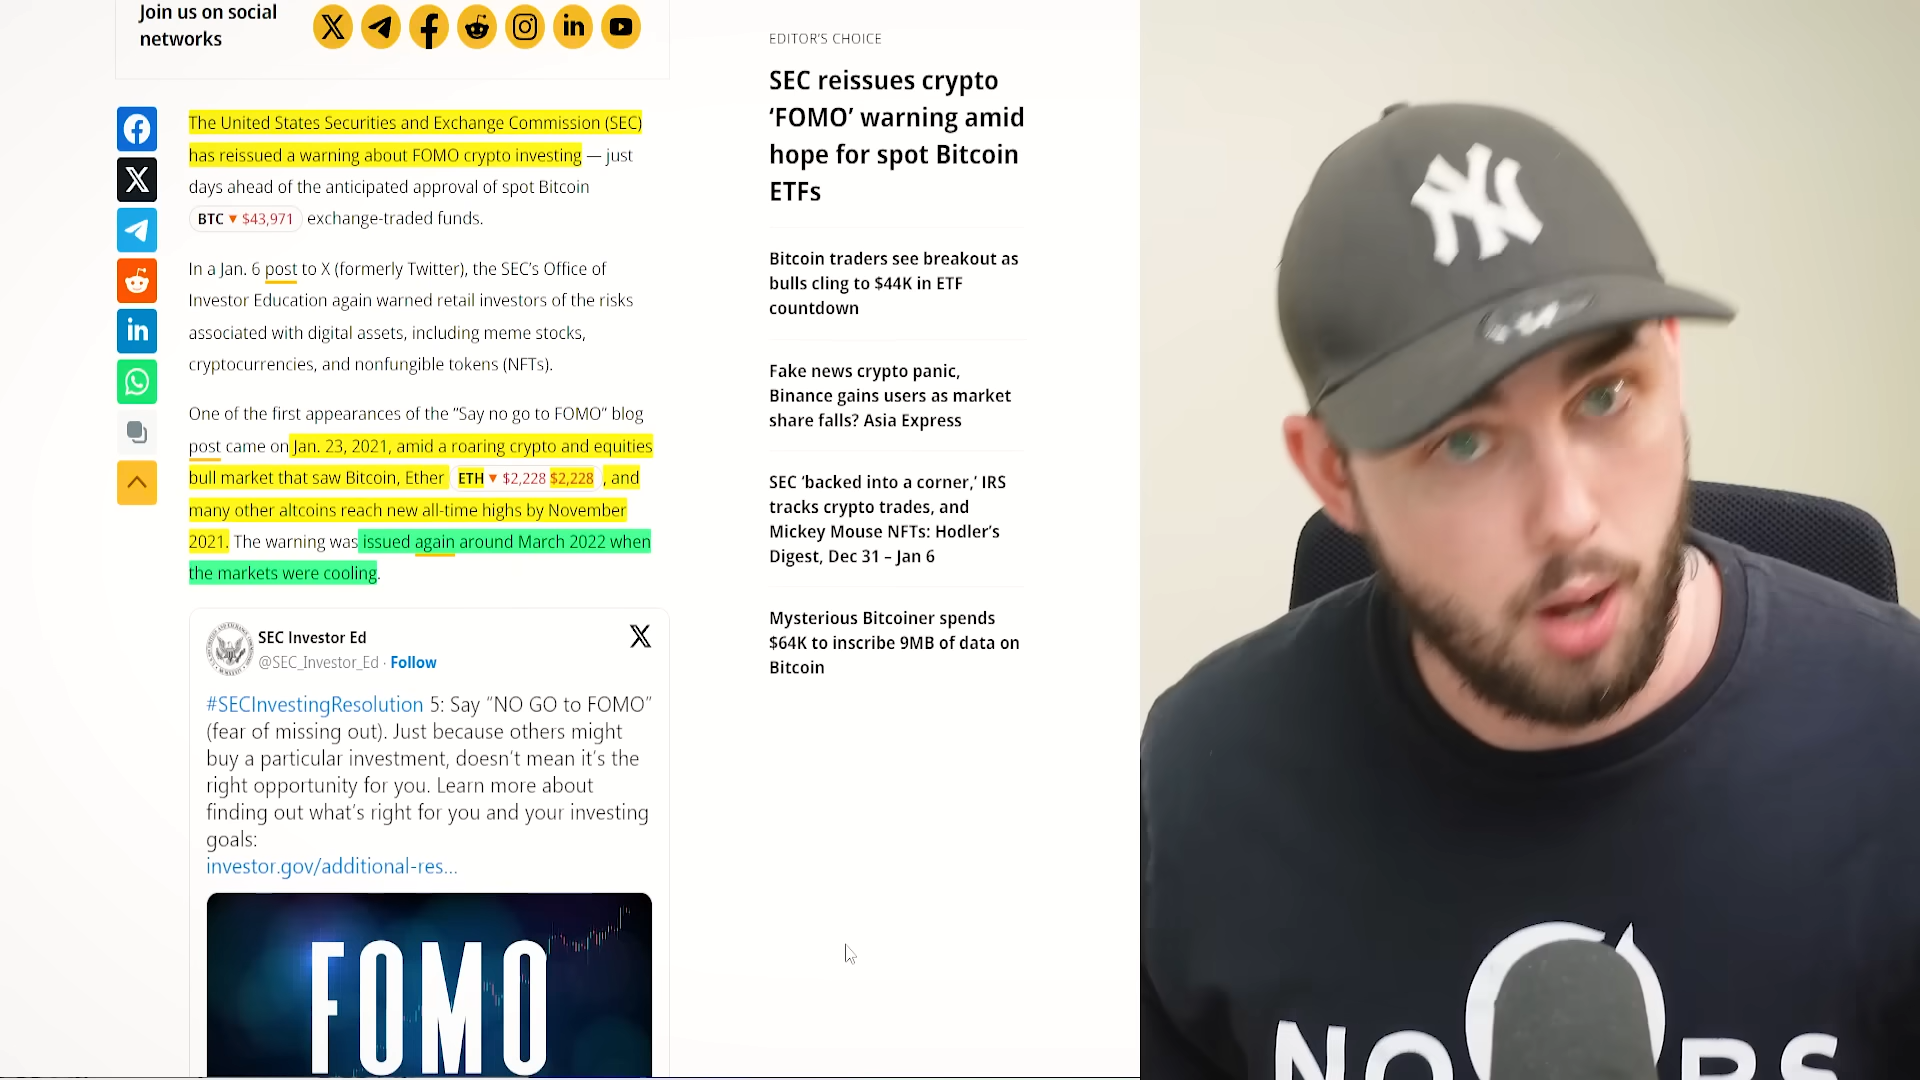 Join us on social
networks
The United States Securities and Exchange Commission (SEC)
has reissued a warning about FOMO crypto investing — just
days ahead of the anticipated approval of spot Bitcoin
BTC ▼ $43,971 exchange-traded funds.
In a Jan. 6 post to X (formerly Twitter), the SEC’s Office of
Investor Education again warned retail investors of the risks
associated with digital assets, including meme stocks,
cryptocurrencies, and nonfungible tokens (NFTs).
One of the first appearances of the “Say no go to FOMO” blog
post came on Jan. 23, 2021, amid a roaring crypto and equities
bull market that saw Bitcoin, Ether ETH ▼ $2,228 $2,228 , and
many other altcoins reach new all-time highs by November
2021. The warning was issued again around March 2022 when
the markets were cooling.
SEC Investor Ed
@SEC_Investor_Ed · Follow
#SECInvestingResolution 5: Say “NO GO to FOMO”
(fear of missing out). Just because others might
buy a particular investment, doesn’t mean it’s the
right opportunity for you. Learn more about
finding out what’s right for you and your investing
goals:
investor.gov/additional-res...
FOMO
EDITOR’S CHOICE
SEC reissues crypto
‘FOMO’ warning amid
hope for spot Bitcoin
ETFs
Bitcoin traders see breakout as
bulls cling to $44K in ETF
countdown
Fake news crypto panic,
Binance gains users as market
share falls? Asia Express
SEC ‘backed into a corner,’ IRS
tracks crypto trades, and
Mickey Mouse NFTs: Hodler’s
Digest, Dec 31 – Jan 6
Mysterious Bitcoiner spends
$64K to inscribe 9MB of data on
Bitcoin
NY